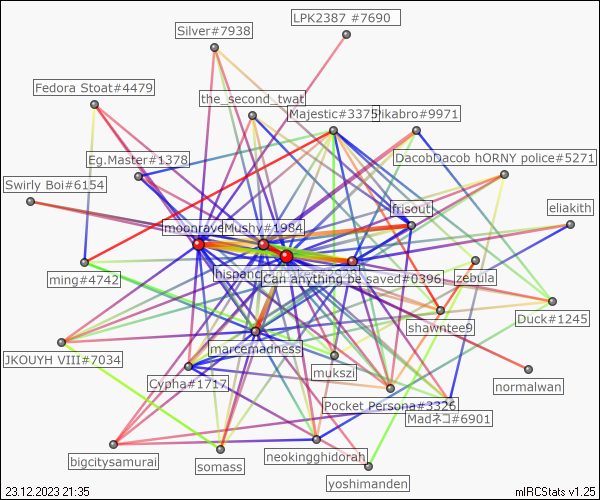 LPK2387 #7690
Silver#7938
Fedora Stoat#4479
the_second_twat
Majestic#3375
Pikabro#9971
Eg.Master#1378
DacobDacob hORNY police#5271
Swirly Boi#6154
frisout
eliakith
Mushy#1984
Can anything be saved#0396
zebula
ming#4742
Duck#1245
shawntee9
marcemadness
JKOUYH VIII#7034
mukszi
Cypha#1717
normalwan
Pocket Persona#3326
Madネコ#6901
bigcitysamurai
neokingghidorah
somass
yoshimanden
23.12.2023 21:35
mIRCStats v1.25